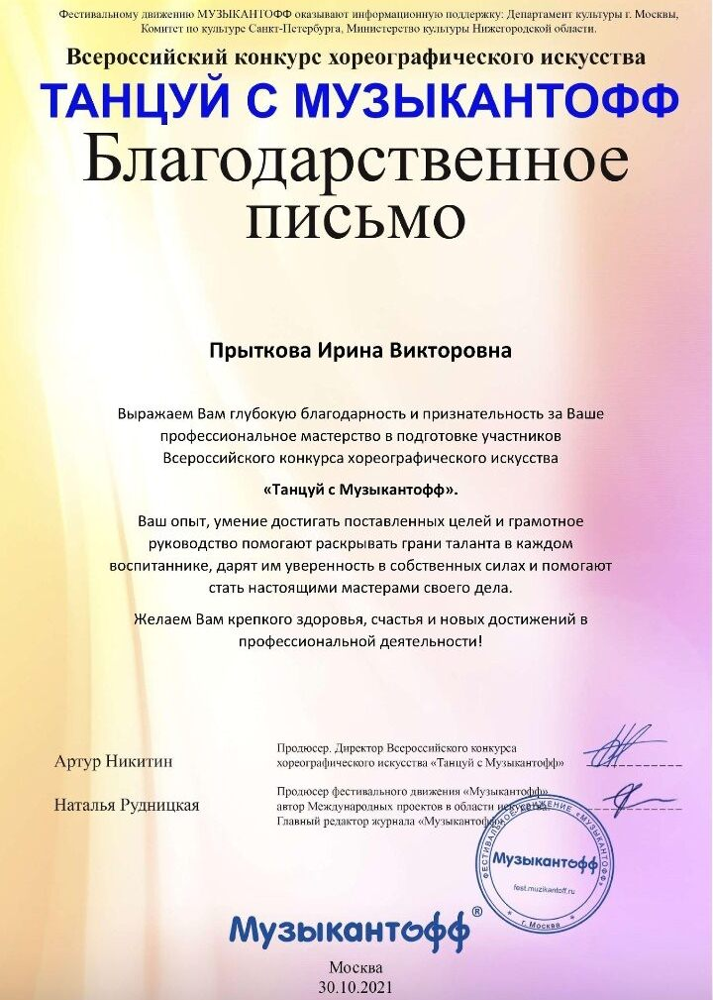 Фестивальному движению МУЗЫКАНТОФФ оказывают информационную поддержку: Департамент культуры г. Москвы,
Комитет по культуре Санкт-Петербурга, Министерство культуры Нижегородской области.
Всероссийский конкурс хореографического искусства
ТАНЦУЙ С МУЗЫКАНТОФФ
Благодарственное
письмо
Прыткова Ирина Викторовна
Выражаем Вам глубокую благодарность и признательность за Ваше
профессиональное мастерство в подготовке участников
Всероссийского конкурса хореографического искусства
«Танцуй с Музыкантофф».
Ваш опыт, умение достигать поставленных целей и грамотное
руководство помогают раскрывать грани таланта в каждом
воспитаннике, дарят им уверенность в собственных силах и помогают
стать настоящими мастерами своего дела.
Желаем Вам крепкого здоровья, счастья и новых достижений в
профессиональной деятельности!
Артур Никитин
Продюсер. Директор Всероссийского конкурса
хореографического искусства «Танцуй с Музыкантофф»
Наталья Рудницкая
Продюсер фестивального движения «Музыкантофф»,
автор Международных проектов в области искусства.
Главный редактор журнала «Музыкантофф»
ФЕСТИВАЛЬНОЕ ДВИЖЕНИЕ «МУЗЫКАНТОФФ»
Музыкантофф
fest.muzikantoff.ru
* г. Москва *
Музыкантофф®
Москва
30.10.2021